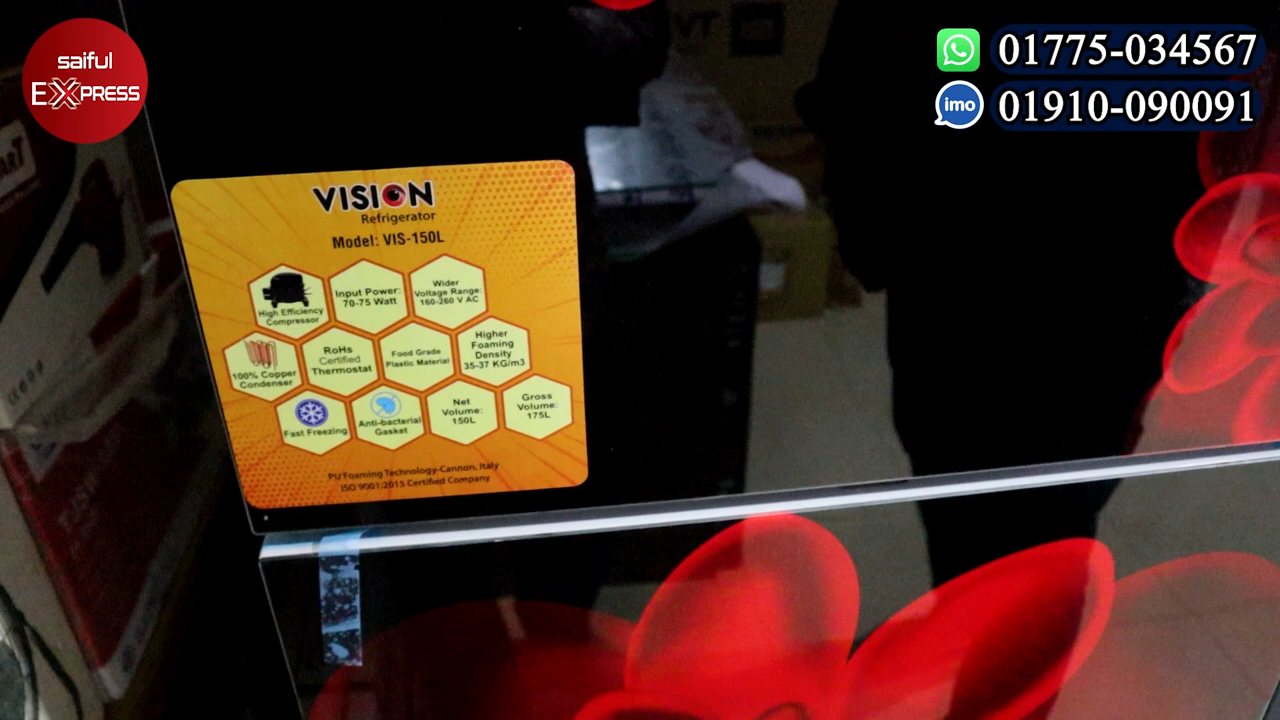 saiful
EXPRESS
01775-034567
imo
01910-090091
VISION
Refrigerator
Model: VIS-150L
High Efficiency
Compressor
Input Power:
70-75 Watt
Wider
Voltage Range:
160-260 V AC
100% Copper
Condenser
RoHs
Certified
Thermostat
Food Grade
Plastic Material
Higher
Foaming
Density
35-37 KG/m3
Fast Freezing
Anti-bacterial
Gasket
Net
Volume:
150L
Gross
Volume:
175L
PU Foaming Technology-Cannon, Italy
ISO 9001:2015 Certified Company